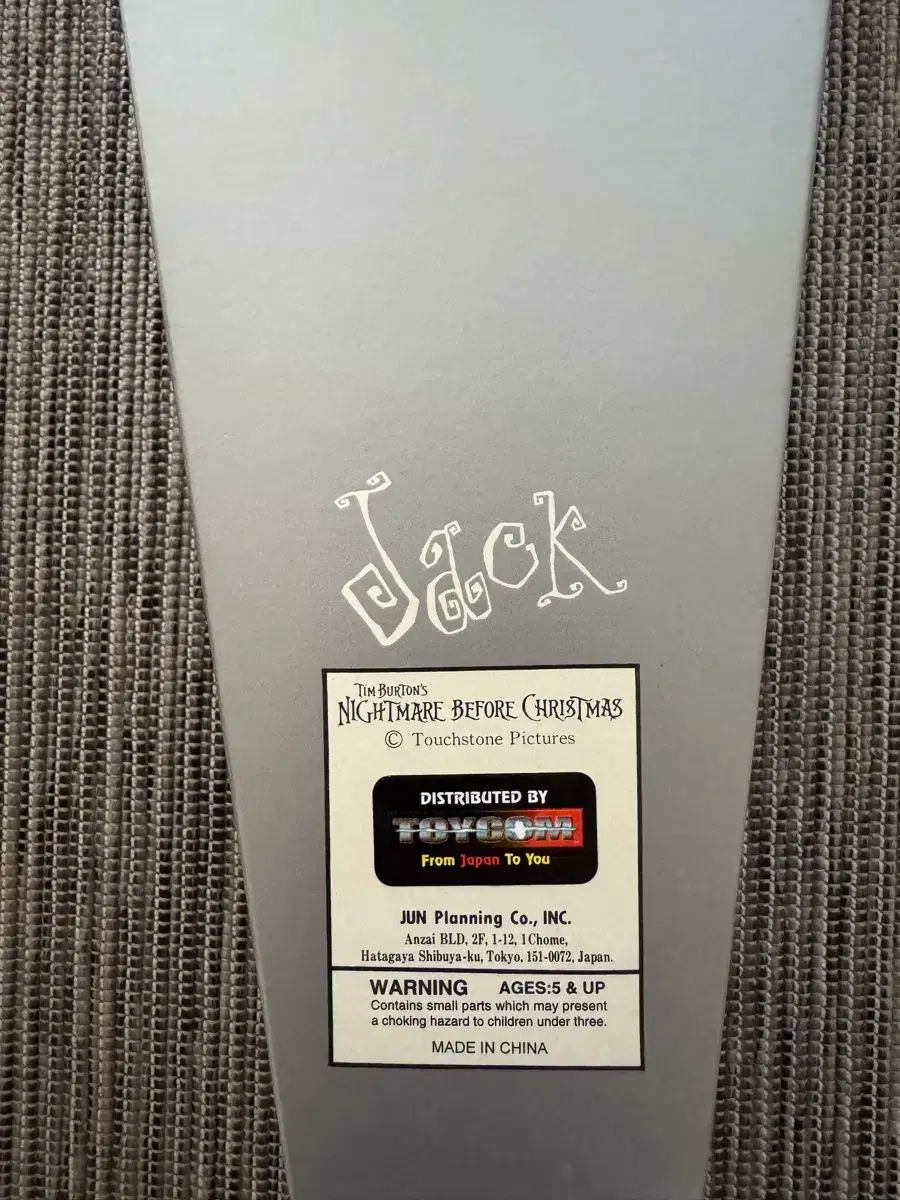 Jack
TIM BURTON'S
NIGHTMARE BEFORE CHRISTMAS
© Touchstone Pictures
DISTRIBUTED BY
TOYCOM
From Japan To You
JUN Planning Co., INC.
Anzai BLD, 2F, 1-12, 1Chome,
Hatagaya Shibuya-ku, Tokyo, 151-0072, Japan.
WARNING AGES:5 & UP
Contains small parts which may present
a choking hazard to children under three.
MADE IN CHINA